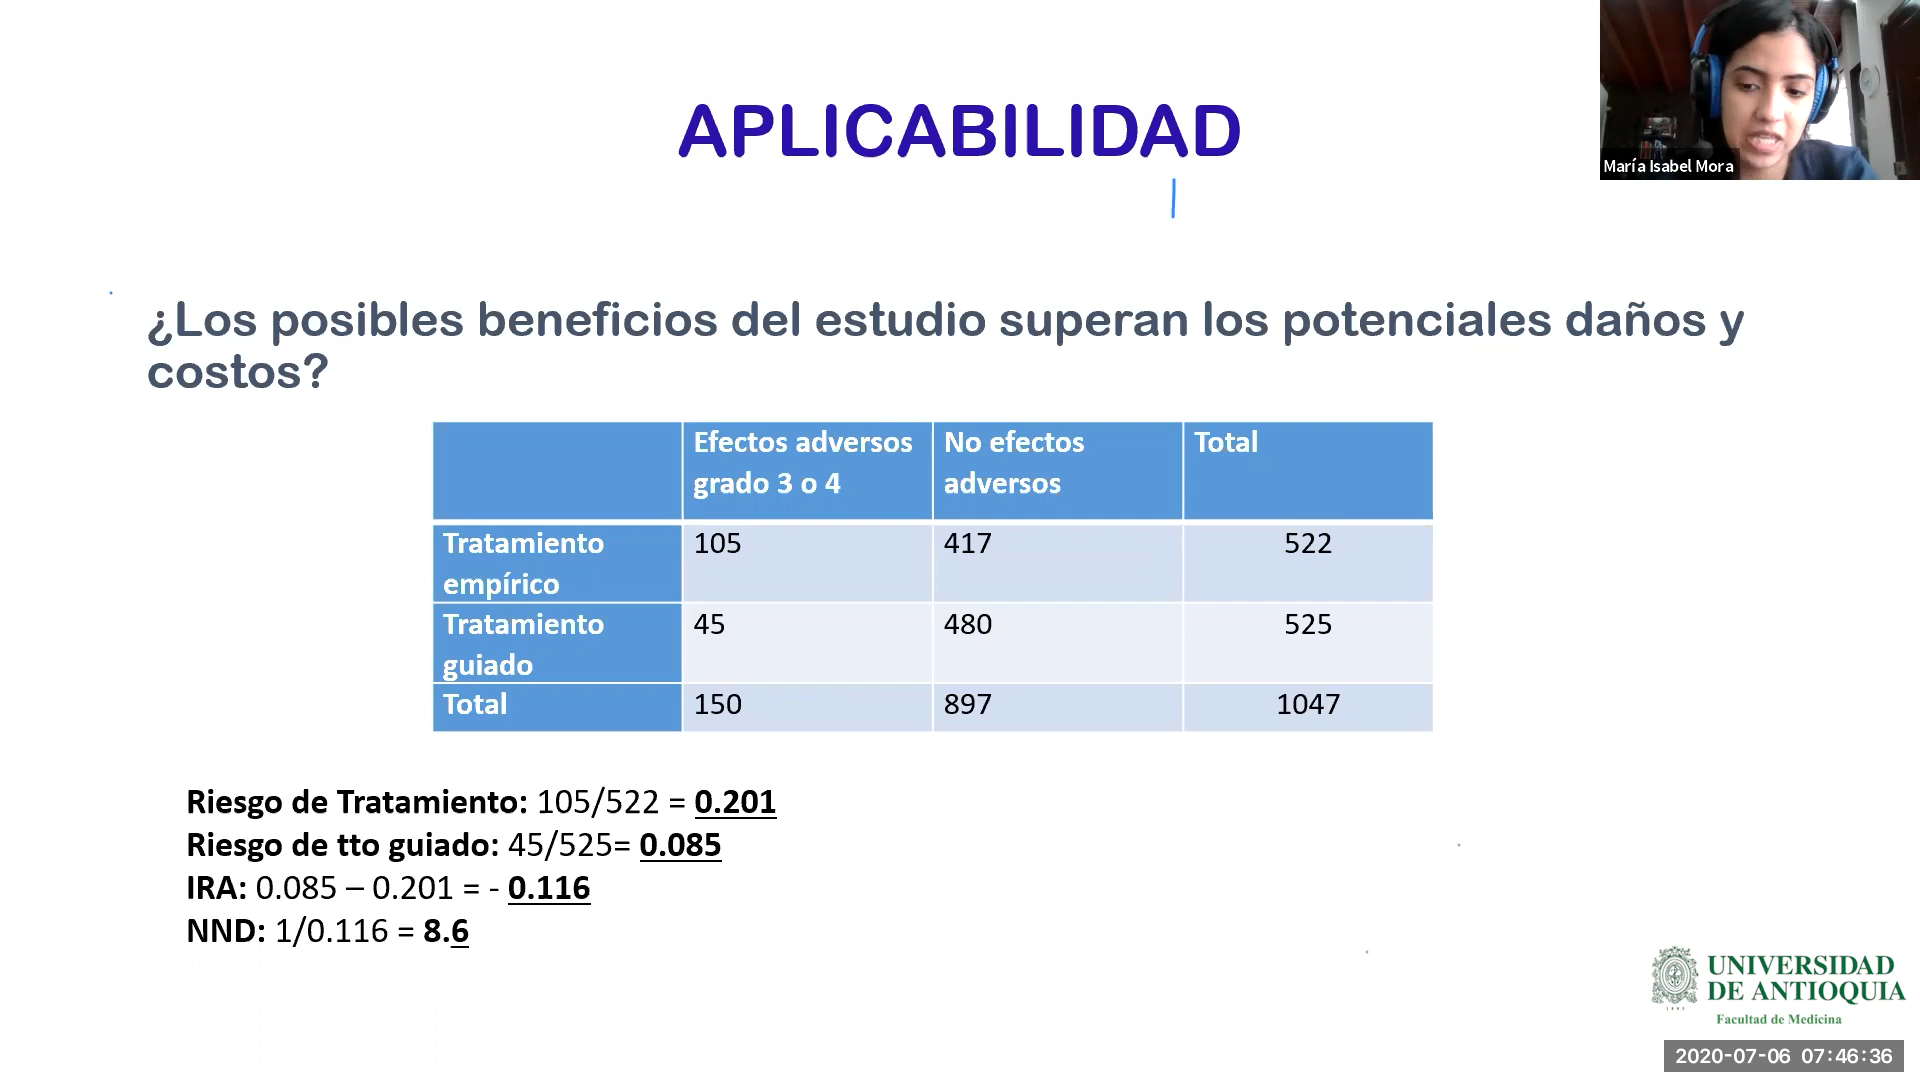 APLICABILIDAD
María Isabel Mora
¿Los posibles beneficios del estudio superan los potenciales daños y
costos?
Efectos adversos grado 3 o 4
No efectos adversos
Total
Tratamiento empírico
105
417
522
Tratamiento guiado
45
480
525
Total
150
897
1047
Riesgo de Tratamiento: 105/522 = 0.201
Riesgo de tto guiado: 45/525= 0.085
IRA: 0.085 – 0.201 = - 0.116
NND: 1/0.116 = 8.6
UNIVERSIDAD
DE ANTIOQUIA
Facultad de Medicina
2020-07-06 07:46:36